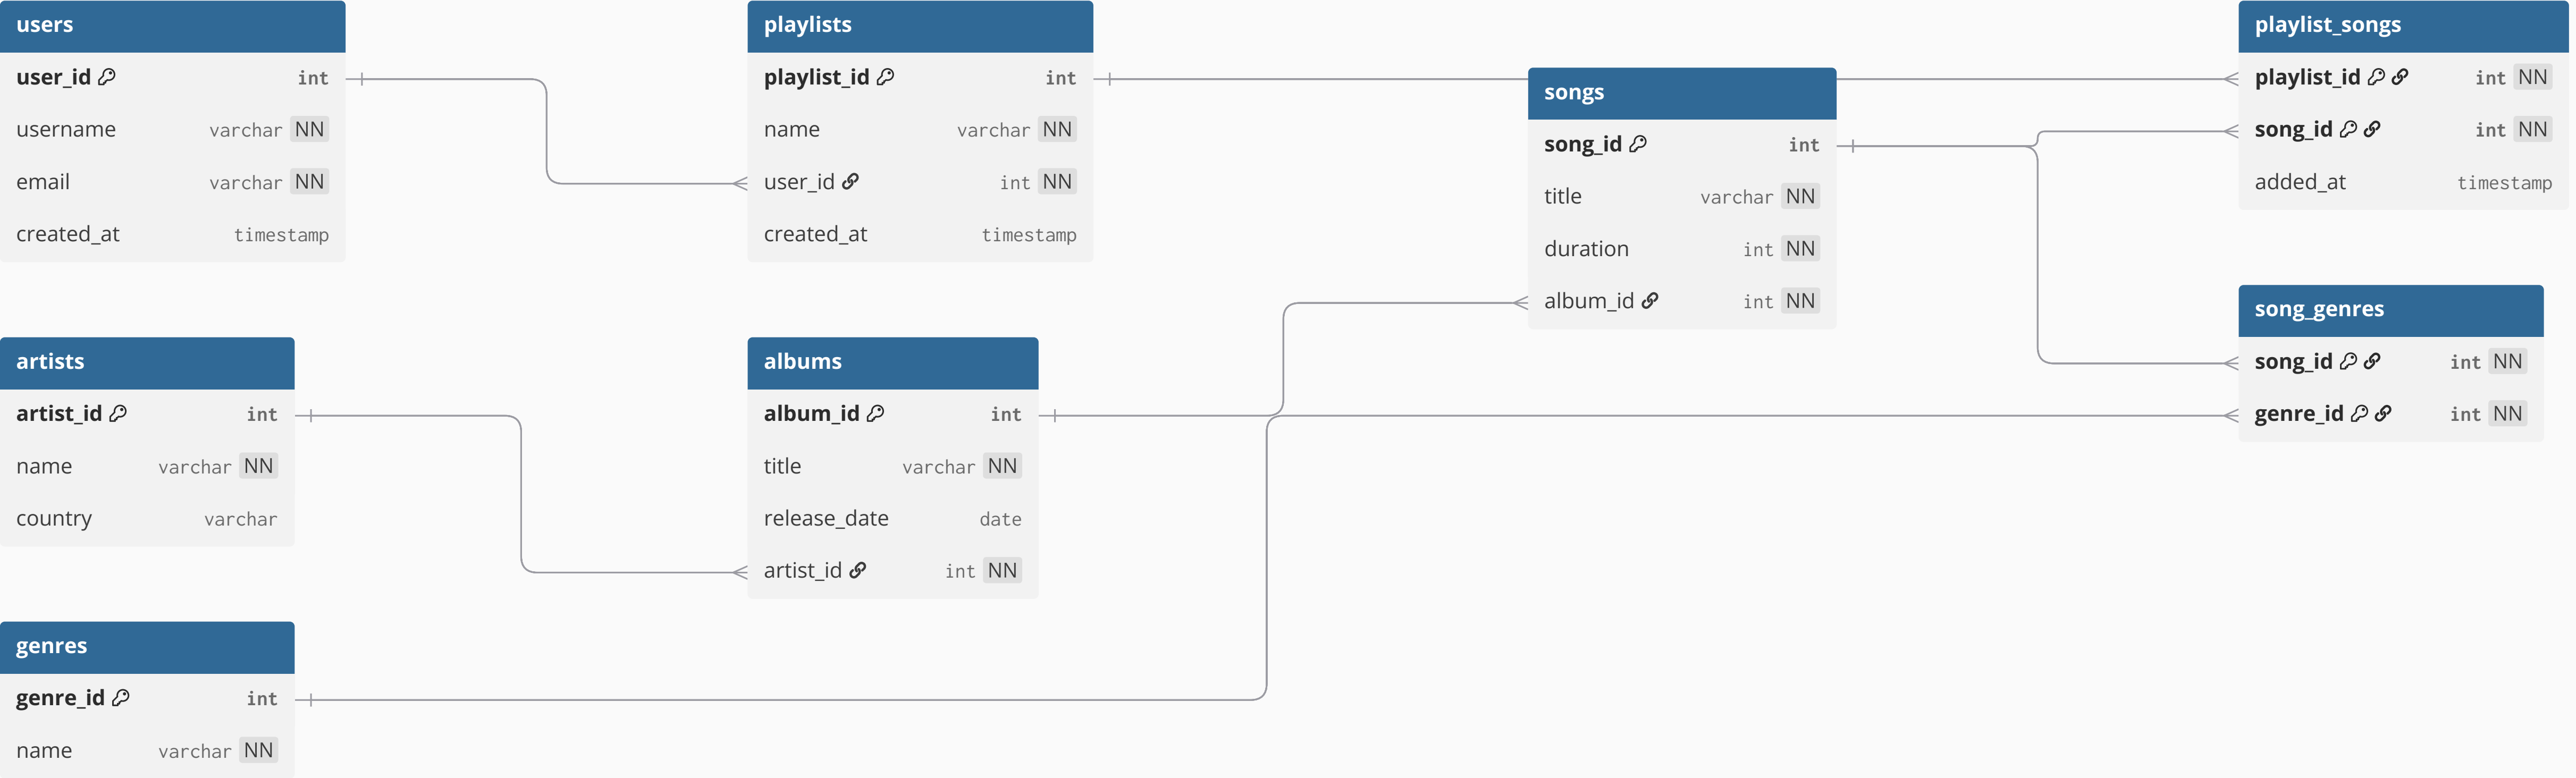 users
user_id int
username varchar NN
email varchar NN
created_at timestamp
playlists
playlist_id int
name varchar NN
user_id int NN
created_at timestamp
songs
song_id int
title varchar NN
duration int NN
album_id int NN
playlist_songs
playlist_id int NN
song_id int NN
added_at timestamp
artists
artist_id int
name varchar NN
country varchar
albums
album_id int
title varchar NN
release_date date
artist_id int NN
song_genres
song_id int NN
genre_id int NN
genres
genre_id int
name varchar NN